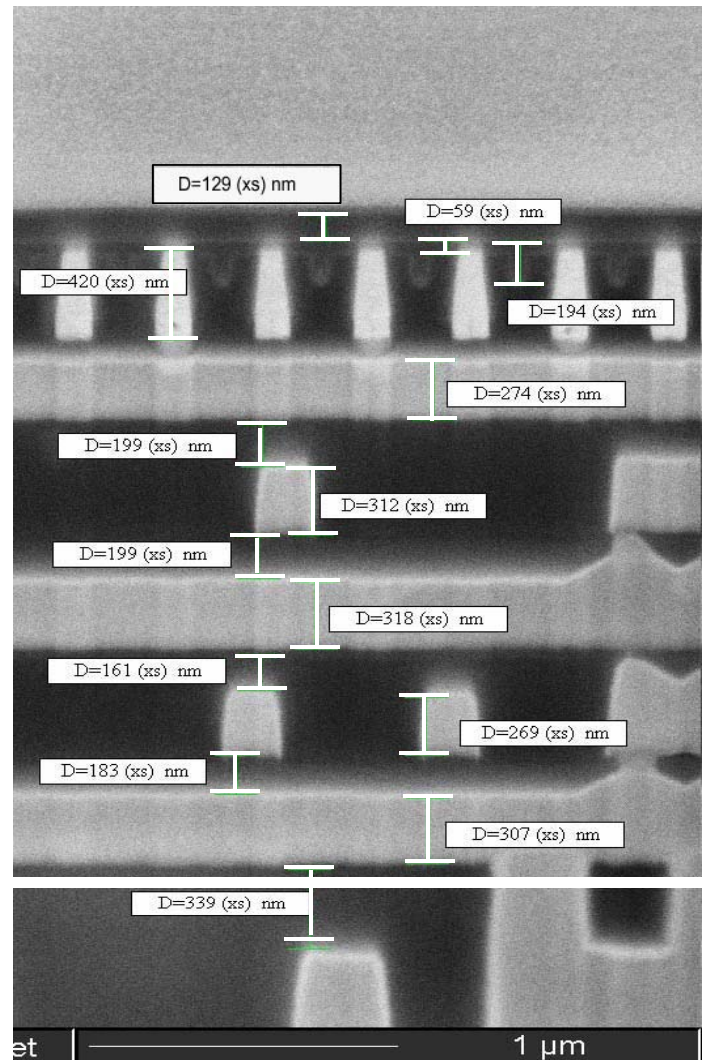 D=129 (xs) nm
D=59 (xs) nm
D=420 (xs) nm
D=194 (xs) nm
D=274 (xs) nm
D=199 (xs) nm
D=312 (xs) nm
D=199 (xs) nm
D=318 (xs) nm
D=161 (xs) nm
D=269 (xs) nm
D=183 (xs) nm
D=307 (xs) nm
D=339 (xs) nm
et
1 µm